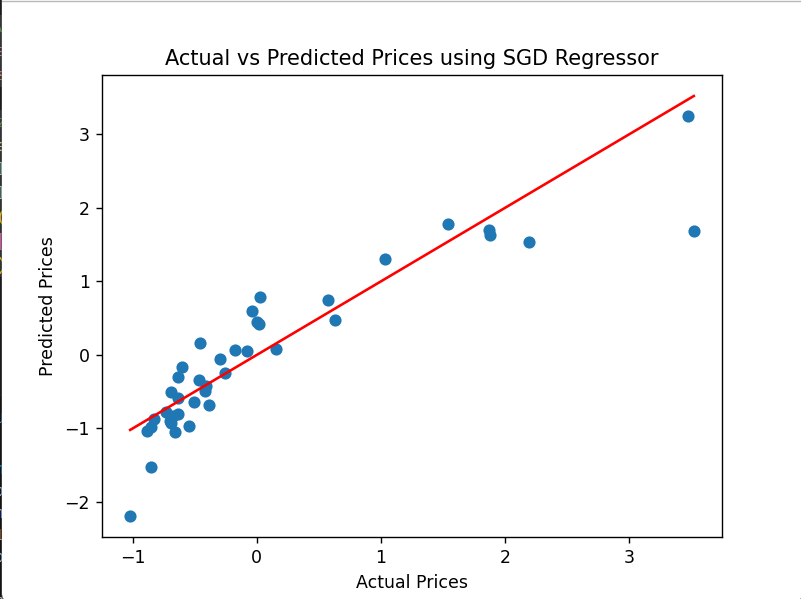 Actual vs Predicted Prices using SGD Regressor
3
2
1
0
−1
−2
Predicted Prices
−1 0 1 2 3
Actual Prices